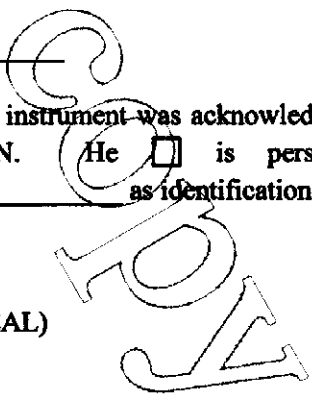 instrument was acknowled
N. He ☐ is pers
as identification
AL)
copy